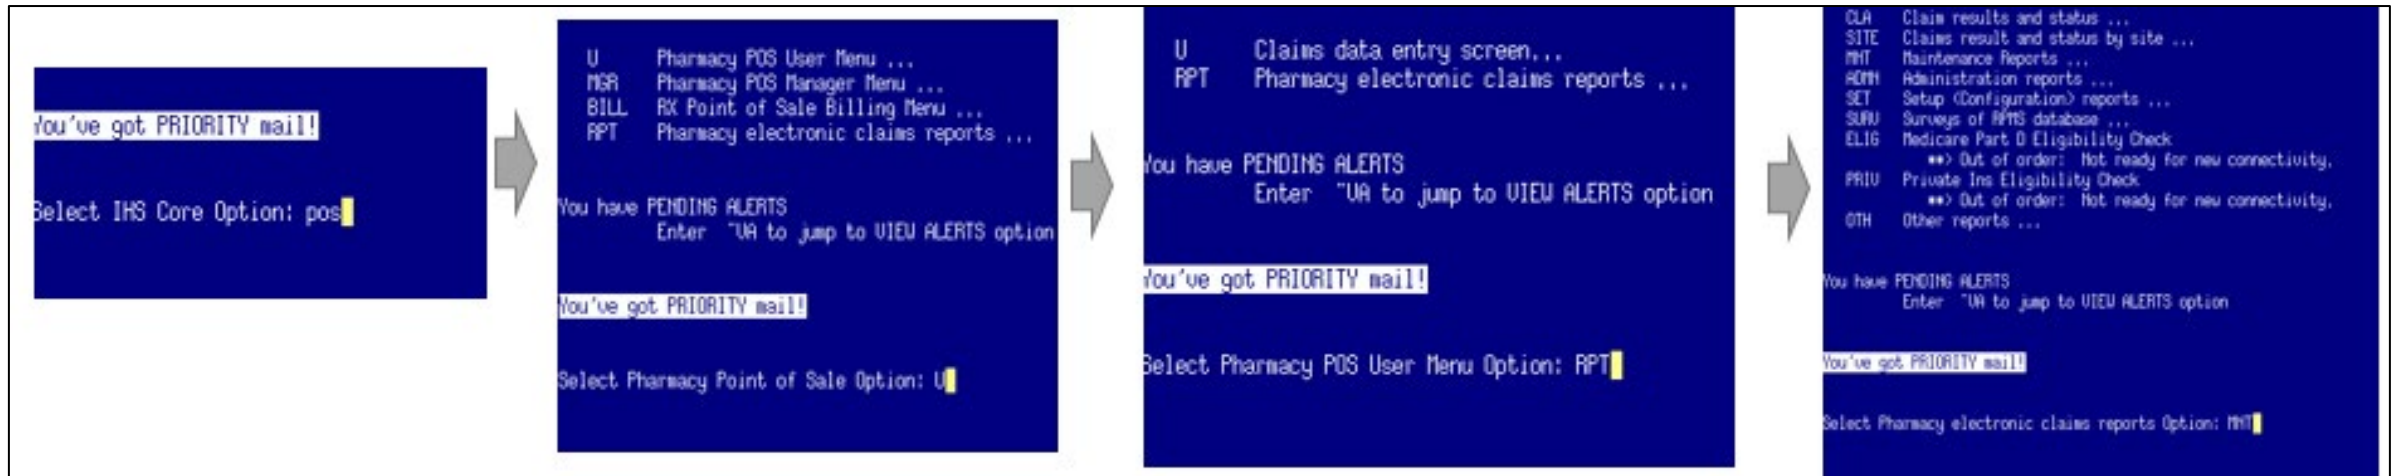 You've got PRIORITY mail!
Select IHS Core Option: pos
U Pharmacy POS User Menu ...
MGR Pharmacy POS Manager Menu ...
BILL RX Point of Sale Billing Menu ...
RPT Pharmacy electronic claims reports ...
You have PENDING ALERTS
Enter "VA to jump to VIEW ALERTS option
You've got PRIORITY mail!
Select Pharmacy Point of Sale Option: U
U Claims data entry screen...
RPT Pharmacy electronic claims reports ...
You have PENDING ALERTS
Enter "VA to jump to VIEW ALERTS option
You've got PRIORITY mail!
Select Pharmacy POS User Menu Option: RPT
CLA Claim results and status ...
SITE Claims result and status by site ...
MNT Maintenance Reports ...
ADMN Administration reports ...
SET Setup (Configuration) reports ...
SURV Surveys of RPMS database ...
ELIG Medicare Part D Eligibility Check
**> Out of order: Not ready for new connectivity.
PRIV Private Ins Eligibility Check
**> Out of order: Not ready for new connectivity.
OTH Other reports ...
You have PENDING ALERTS
Enter "VA to jump to VIEW ALERTS option
You've got PRIORITY mail!
Select Pharmacy electronic claims reports Option: MNT